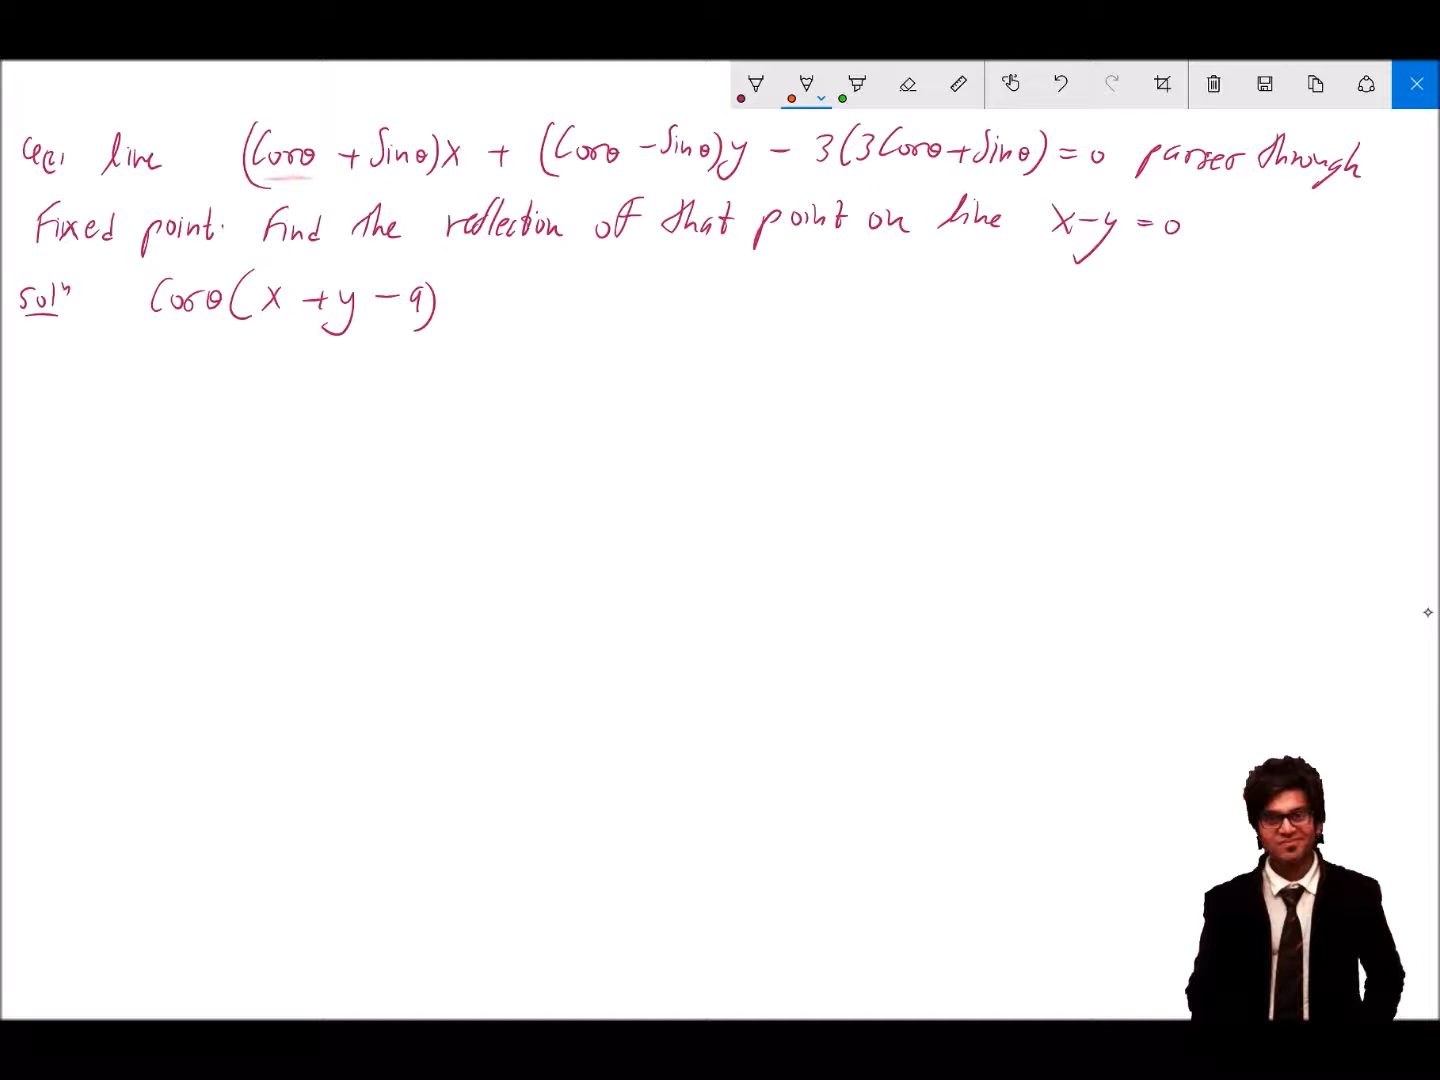 Q1 line (Cosθ + Sinθ)x + (Cosθ - Sinθ)y - 3(3Cosθ + Sinθ) = 0 passes through
Fixed point. Find the reflection of that point on line x - y = 0
Solⁿ Cosθ(x + y - 9)